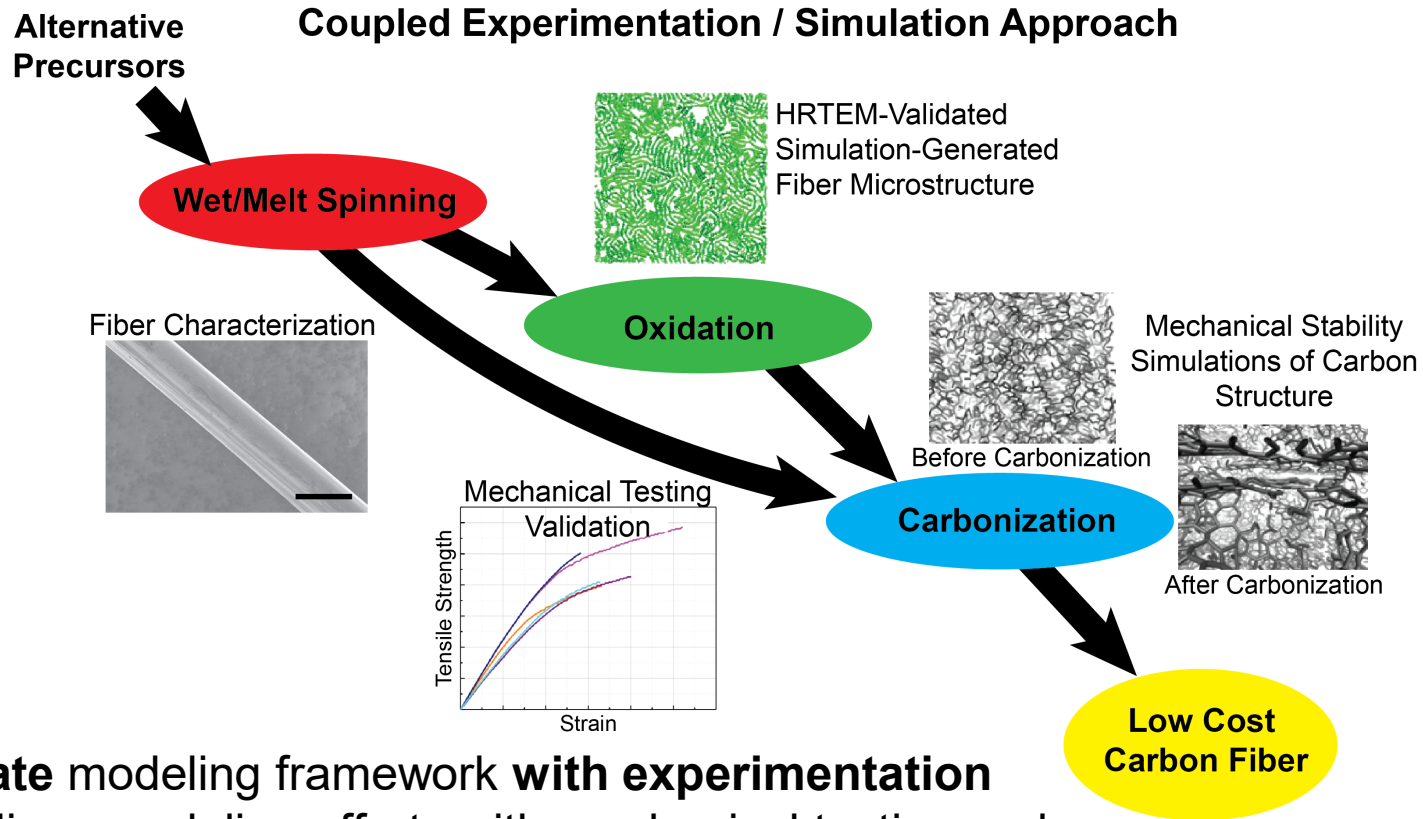 Coupled Experimentation / Simulation Approach
Alternative
Precursors
HRTEM-Validated
Simulation-Generated
Fiber Microstructure
Wet/Melt Spinning
Fiber Characterization
Oxidation
Mechanical Stability
Simulations of Carbon
Structure
Before Carbonization
Mechanical Testing
Validation
Carbonization
Tensile Strength
After Carbonization
Strain
Low Cost
Carbon Fiber
ate modeling framework with experimentation